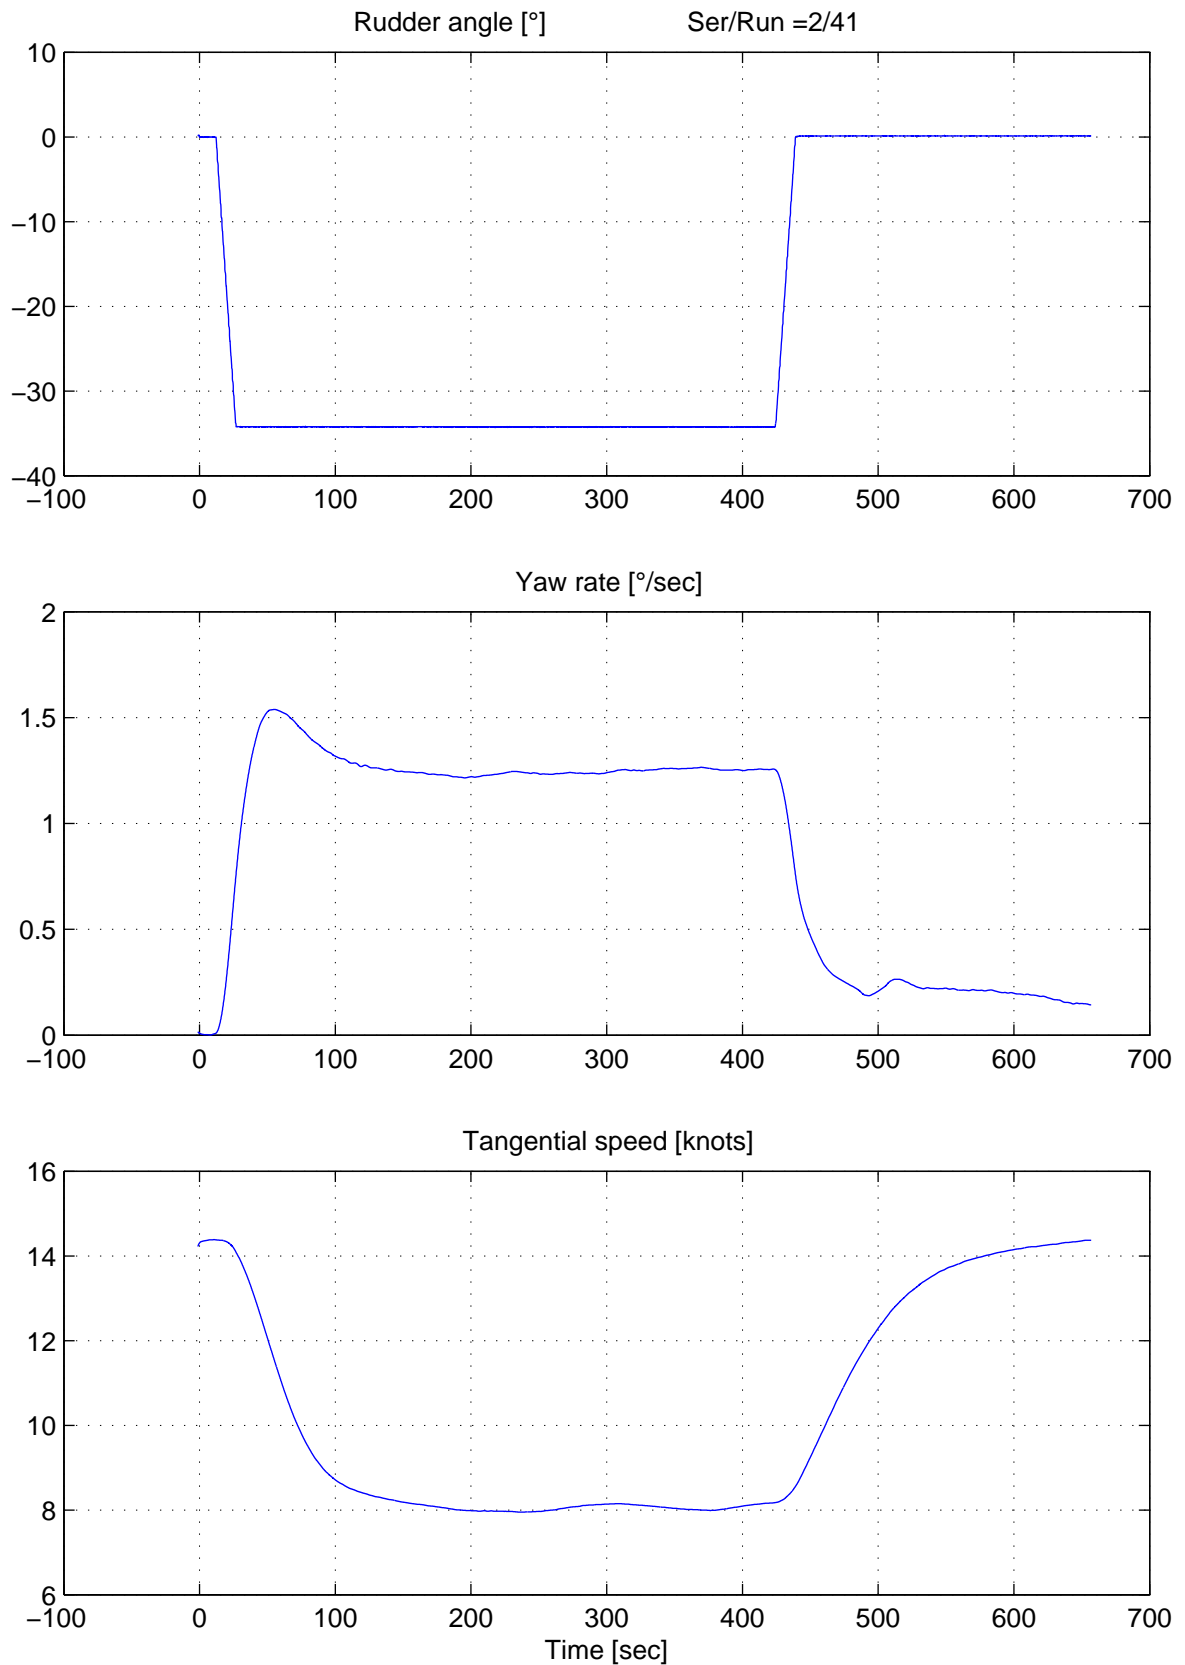 Rudder angle [°] Ser/Run =2/41
10
0
−10
−20
−30
−40
−100 0 100 200 300 400 500 600 700
Yaw rate [°/sec]
2
1.5
1
0.5
0
−100 0 100 200 300 400 500 600 700
Tangential speed [knots]
16
14
12
10
8
6
−100 0 100 200 300 400 500 600 700
Time [sec]